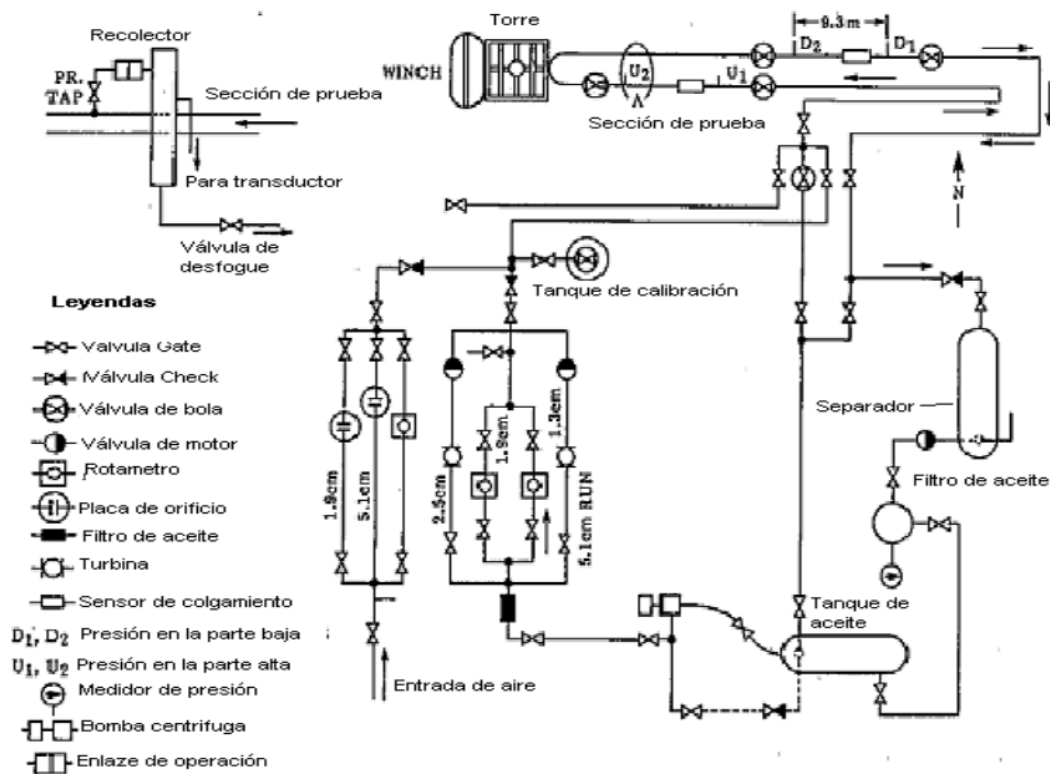 Recolector
PR.
TAP
Sección de prueba
Para transductor
Válvula de
desfogue
Torre
WINCH
9.3m
D₂
D₁
U₂
U₁
A
Sección de prueba
N
Tanque de calibración
Separador
Filtro de aceite
Tanque de
aceite
Entrada de aire
1.9cm
5.1cm
2.5cm
1.9cm
1.3cm
5.1cm RUN
Leyendas
Valvula Gate
Válvula Check
Válvula de bola
Válvula de motor
Rotametro
Placa de orificio
Filtro de aceite
Turbina
Sensor de colgamiento
D₁, D₂ Presión en la parte baja
U₁, U₂ Presión en la parte alta
Medidor de presión
Bomba centrifuga
Enlaze de operación